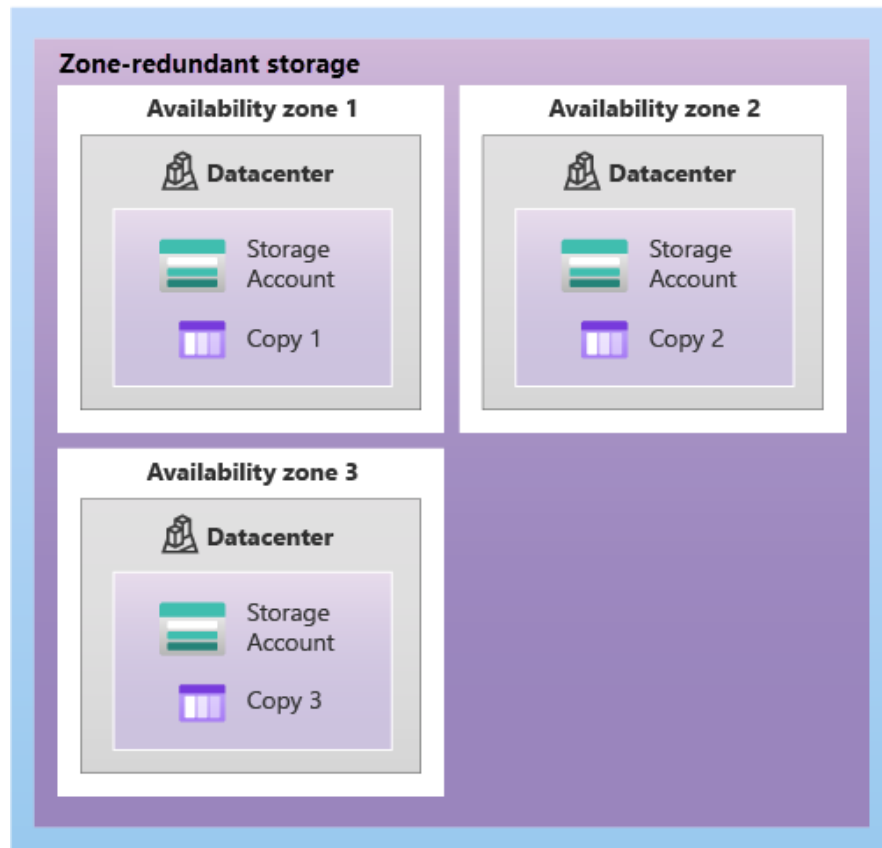 Zone-redundant storage
Availability zone 1
Datacenter
Storage
Account
Copy 1
Availability zone 2
Datacenter
Storage
Account
Copy 2
Availability zone 3
Datacenter
Storage
Account
Copy 3